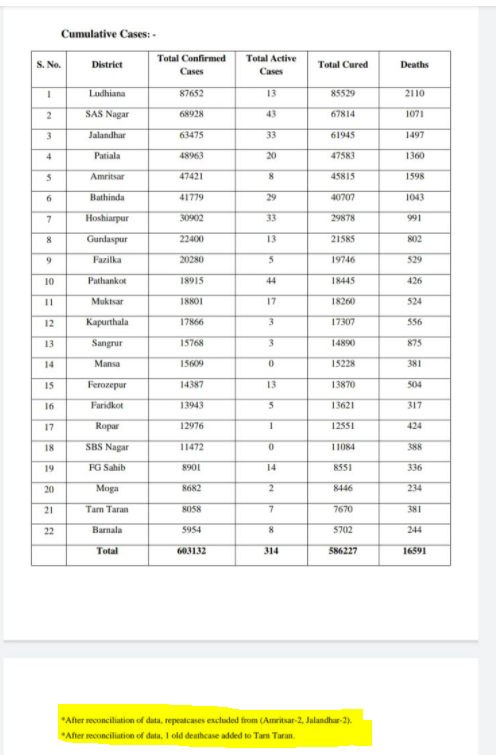 Cumulative Cases: -
S. No. District Total Confirmed Cases Total Active Cases Total Cured Deaths
1 Ludhiana 87652 13 85529 2110
2 SAS Nagar 68928 43 67814 1071
3 Jalandhar 63475 33 61945 1497
4 Patiala 48963 20 47583 1360
5 Amritsar 47421 8 45815 1598
6 Bathinda 41779 29 40707 1043
7 Hoshiarpur 30902 33 29878 991
8 Gurdaspur 22400 13 21585 802
9 Fazilka 20280 5 19746 529
10 Pathankot 18915 44 18445 426
11 Muktsar 18801 17 18260 524
12 Kapurthala 17866 3 17307 556
13 Sangrur 15768 3 14890 875
14 Mansa 15609 0 15228 381
15 Ferozepur 14387 13 13870 504
16 Faridkot 13943 5 13621 317
17 Ropar 12976 1 12551 424
18 SBS Nagar 11472 0 11084 388
19 FG Sahib 8901 14 8551 336
20 Moga 8682 2 8446 234
21 Tarn Taran 8058 7 7670 381
22 Barnala 5954 8 5702 244
Total 603132 314 586227 16591
*After reconciliation of data, repeatcases excluded from (Amritsar-2, Jalandhar-2).
*After reconciliation of data, 1 old deathcase added to Tarn Taran.